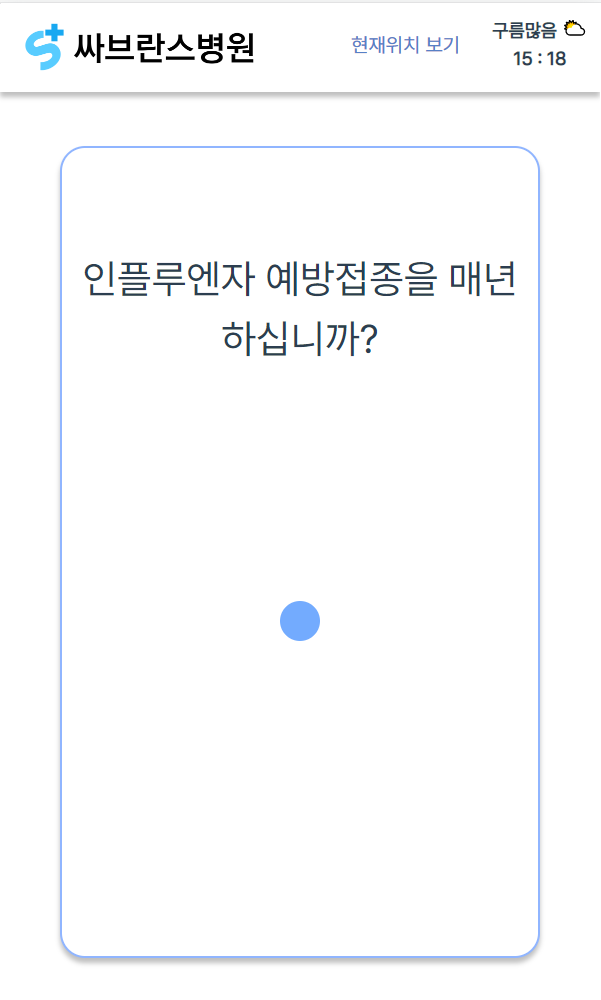 싸브란스병원
현재위치 보기
구름많음
15 : 18
인플루엔자 예방접종을 매년
하십니까?